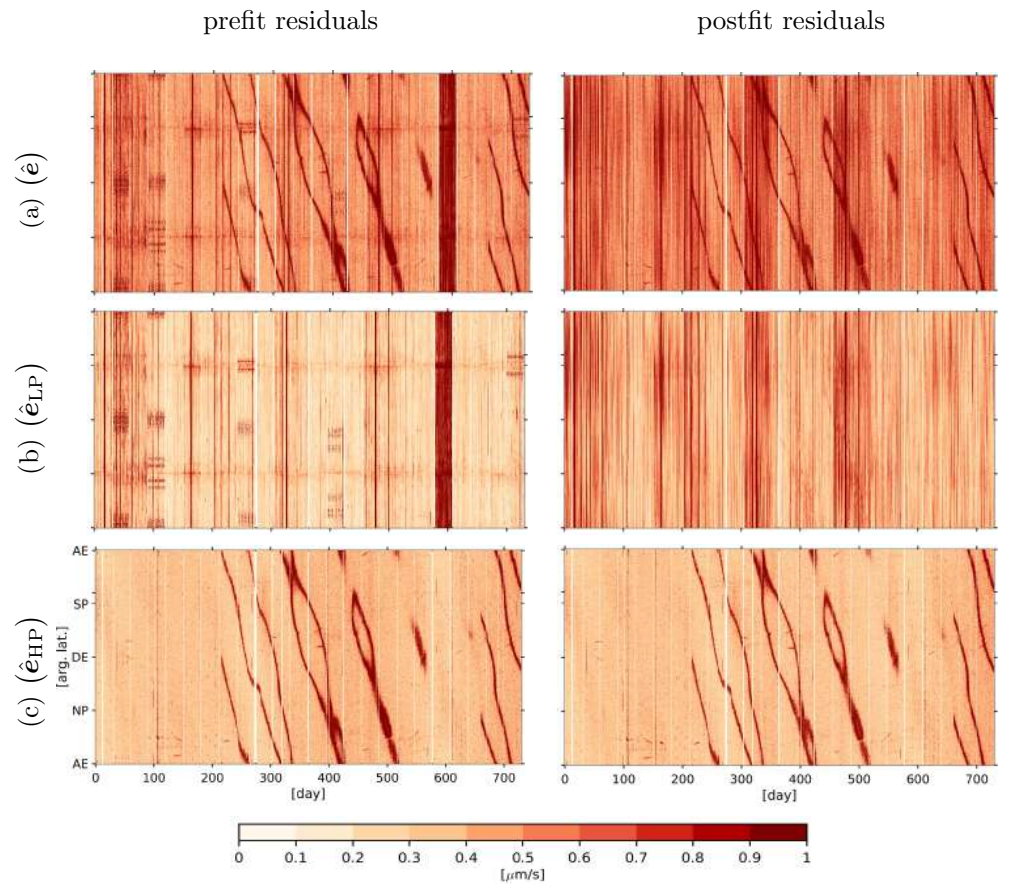 prefit residuals postfit residuals
(a) (ê)
(b) (ê_LP)
(c) (ê_HP)
AE
SP
DE
NP
AE
[arg. lat.]
0 100 200 300 400 500 600 700
[day]
0 100 200 300 400 500 600 700
[day]
0 0.1 0.2 0.3 0.4 0.5 0.6 0.7 0.8 0.9 1
[μm/s]